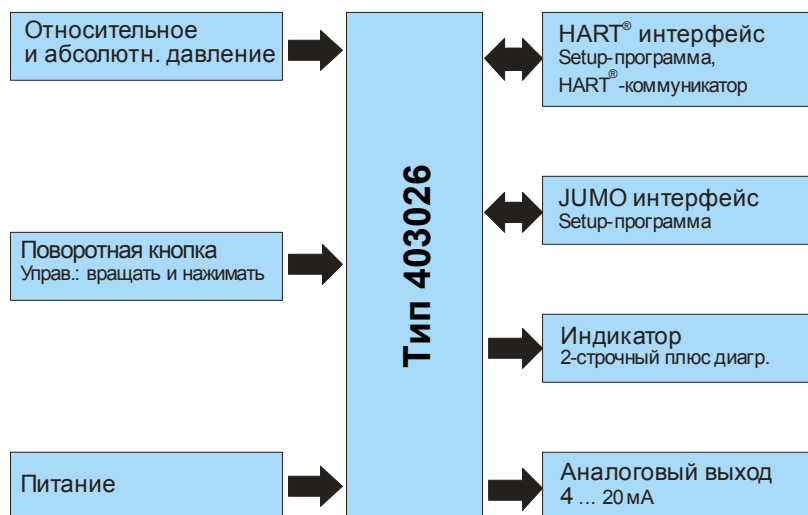 Относительное
и абсолютн. давление
Поворотная кнопка
Управ.: вращать и нажимать
Питание
Тип 403026
HART® интерфейс
Setup-программа,
HART®-коммуникатор
JUMO интерфейс
Setup-программа
Индикатор
2-строчный плюс диагр.
Аналоговый выход
4 ... 20 мА